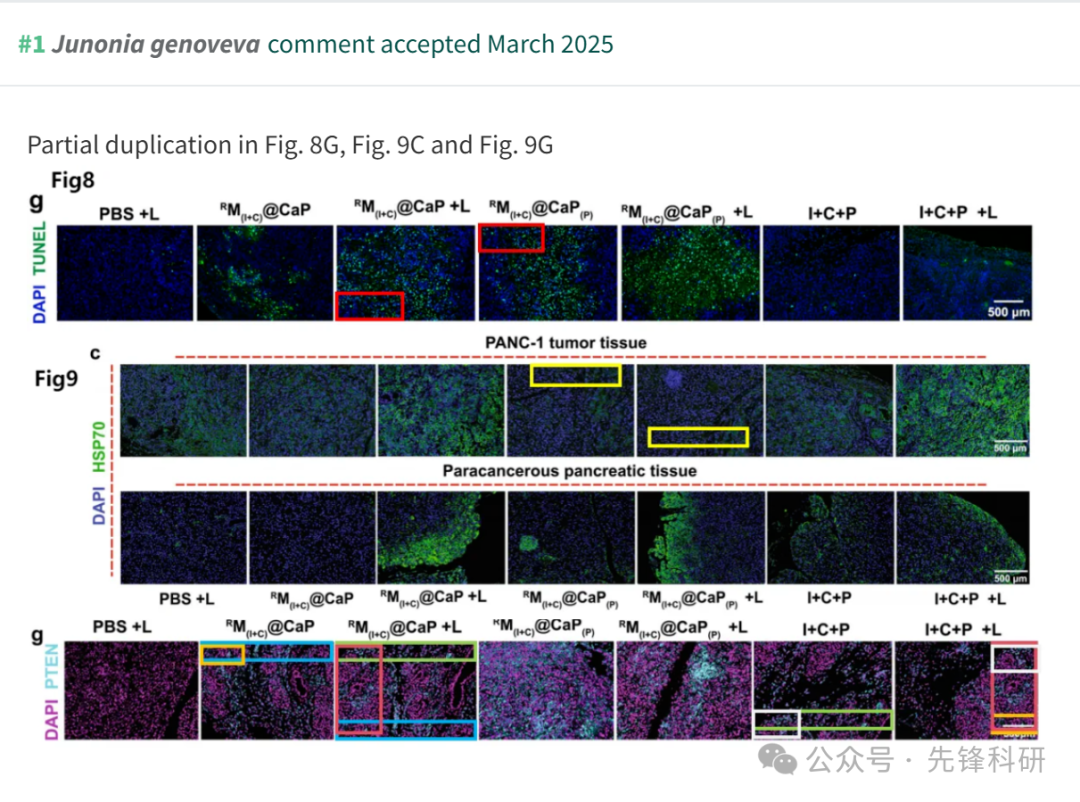 #1 Junonia genoveva comment accepted March 2025
Partial duplication in Fig. 8G, Fig. 9C and Fig. 9G
Fig8
g
PBS +L RM(I+C)@CaP RM(I+C)@CaP +L RM(I+C)@CaP(P) RM(I+C)@CaP(P) +L I+C+P I+C+P +L
DAPI TUNEL
500 μm
c
PANC-1 tumor tissue
Fig9
DAPI HSP70
500 μm
Paracancerous pancreatic tissue
500 μm
PBS +L RM(I+C)@CaP RM(I+C)@CaP +L RM(I+C)@CaP(P) RM(I+C)@CaP(P) +L I+C+P I+C+P +L
g
PBS +L RM(I+C)@CaP RM(I+C)@CaP +L M(I+C)@CaP(P) RM(I+C)@CaP(P) +L I+C+P I+C+P +L
DAPI PTEN
公众号 · 先锋科研